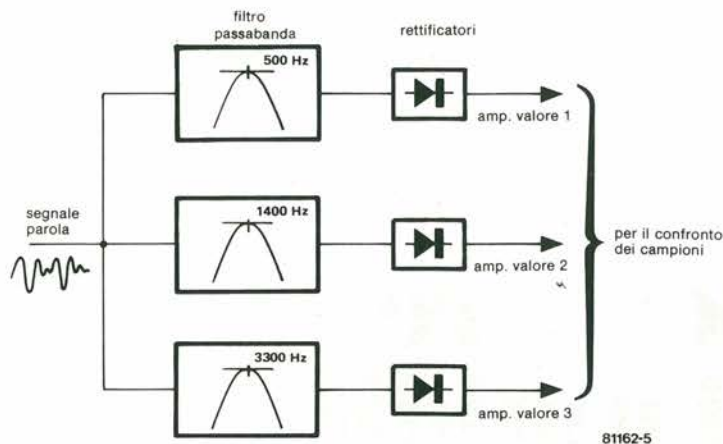 filtro
passabanda
rettificatori
500 Hz
amp. valore 1
segnale
parola
1400 Hz
amp. valore 2
per il confronto
dei campioni
3300 Hz
amp. valore 3
81162-5